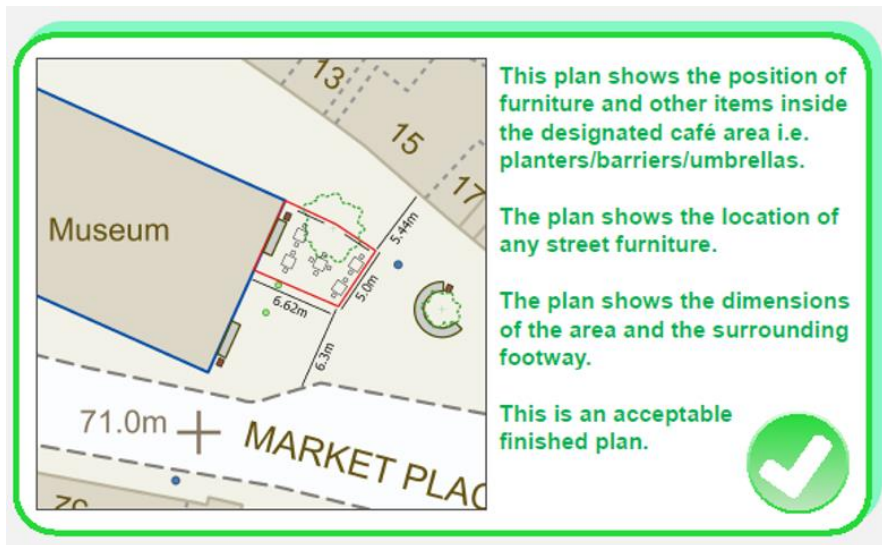 13
15
17
Museum
5.44m
5.0m
6.62m
6.3m
71.0m
MARKET PLAC
This plan shows the position of
furniture and other items inside
the designated café area i.e.
planters/barriers/umbrellas.
The plan shows the location of
any street furniture.
The plan shows the dimensions
of the area and the surrounding
footway.
This is an acceptable
finished plan.